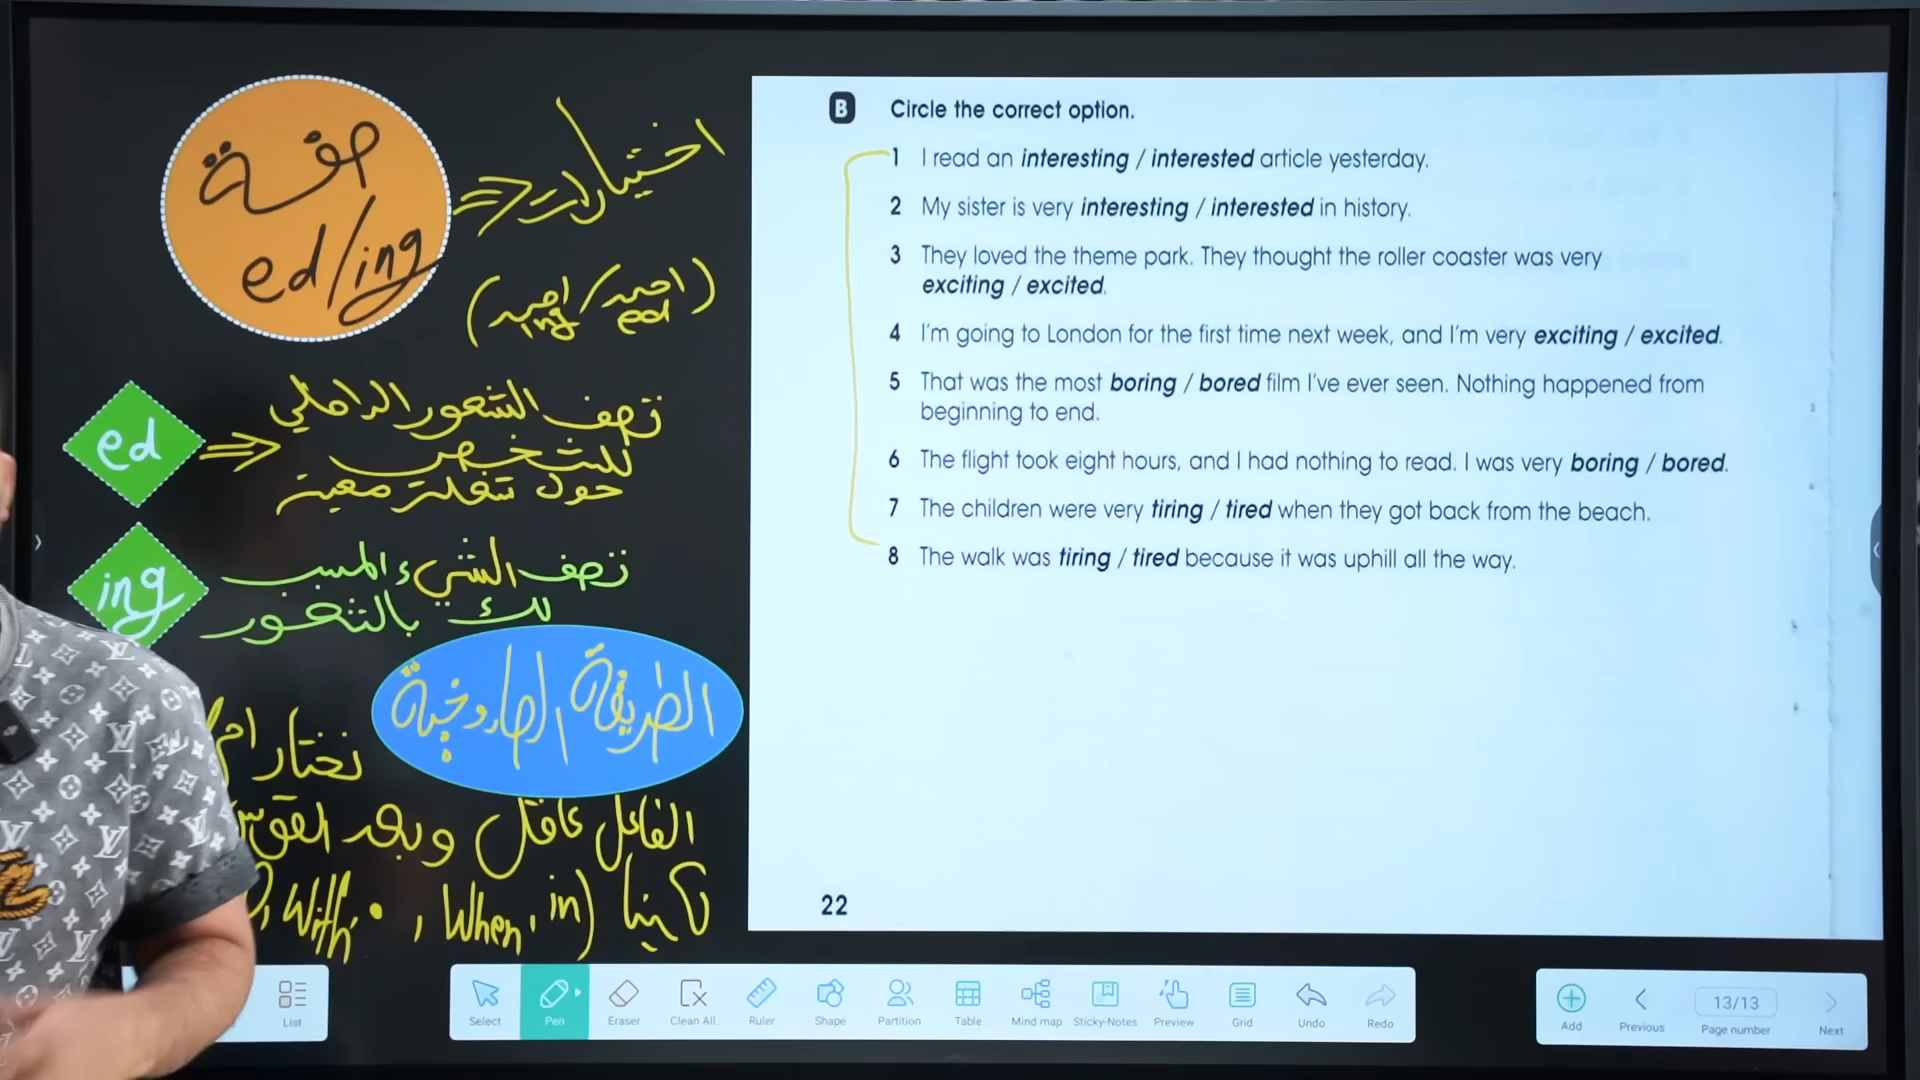 صفة
ed/ing
اختيارات
(احمد ed / احمد ing)
ed
تصف الشعور الداخلي
للشخص
حول شغلة معينة
ing
تصف الشيء المسبب
لك بالشعور
الطريقة الصاروخية
نختار
الفاعل عاقل وبعد القوس
(in, When, ., With,
B Circle the correct option.
1 I read an interesting / interested article yesterday.
2 My sister is very interesting / interested in history.
3 They loved the theme park. They thought the roller coaster was very
exciting / excited.
4 I'm going to London for the first time next week, and I'm very exciting / excited.
5 That was the most boring / bored film I've ever seen. Nothing happened from
beginning to end.
6 The flight took eight hours, and I had nothing to read. I was very boring / bored.
7 The children were very tiring / tired when they got back from the beach.
8 The walk was tiring / tired because it was uphill all the way.
22
List
Select Pen Eraser Clean All Ruler Shape Partition Table Mind map Sticky-Notes Preview Grid Undo Redo
13/13
Add Previous Page number Next